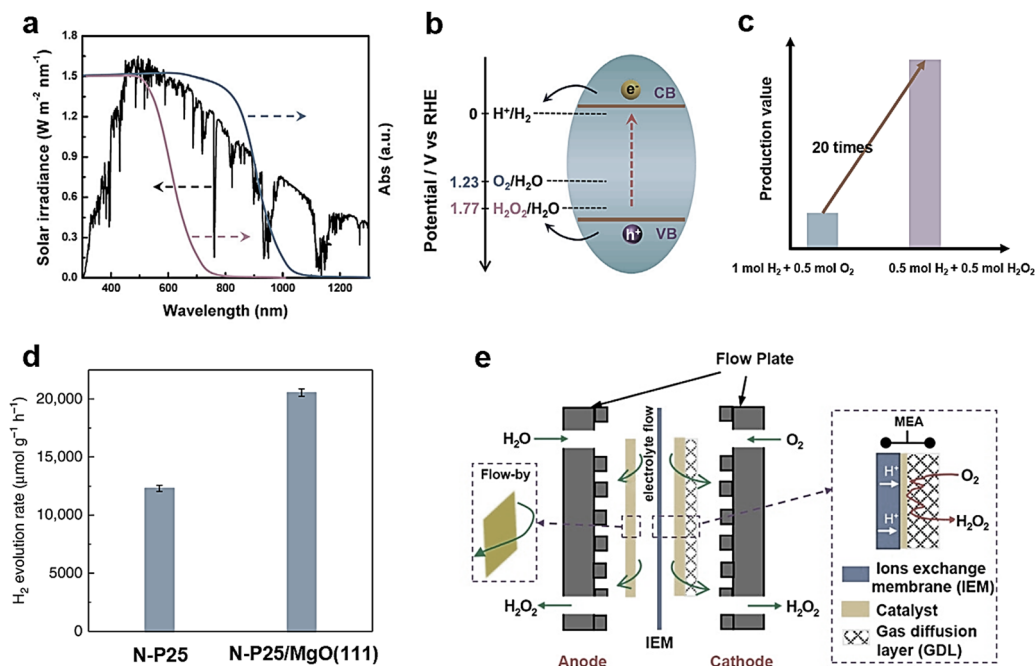 a
Solar irradiance (W m⁻² nm⁻¹)
1.8
1.5
1.2
0.9
0.6
0.3
0.0
400 600 800 1000 1200
Wavelength (nm)
Abs (a.u.)
b
Potential / V vs RHE
0 H⁺/H₂
1.23 O₂/H₂O
1.77 H₂O₂/H₂O
e⁻ CB
h⁺ VB
c
Production value
20 times
1 mol H₂ + 0.5 mol O₂
0.5 mol H₂ + 0.5 mol H₂O₂
d
H₂ evolution rate (μmol g⁻¹ h⁻¹)
20,000
15,000
10,000
5000
0
N-P25 N-P25/MgO(111)
e
Flow Plate
H₂O
O₂
electrolyte flow
Flow-by
H₂O₂
H₂O₂
IEM
Anode
Cathode
MEA
H⁺
O₂
H⁺
H₂O₂
Ions exchange
membrane (IEM)
Catalyst
Gas diffusion
layer (GDL)